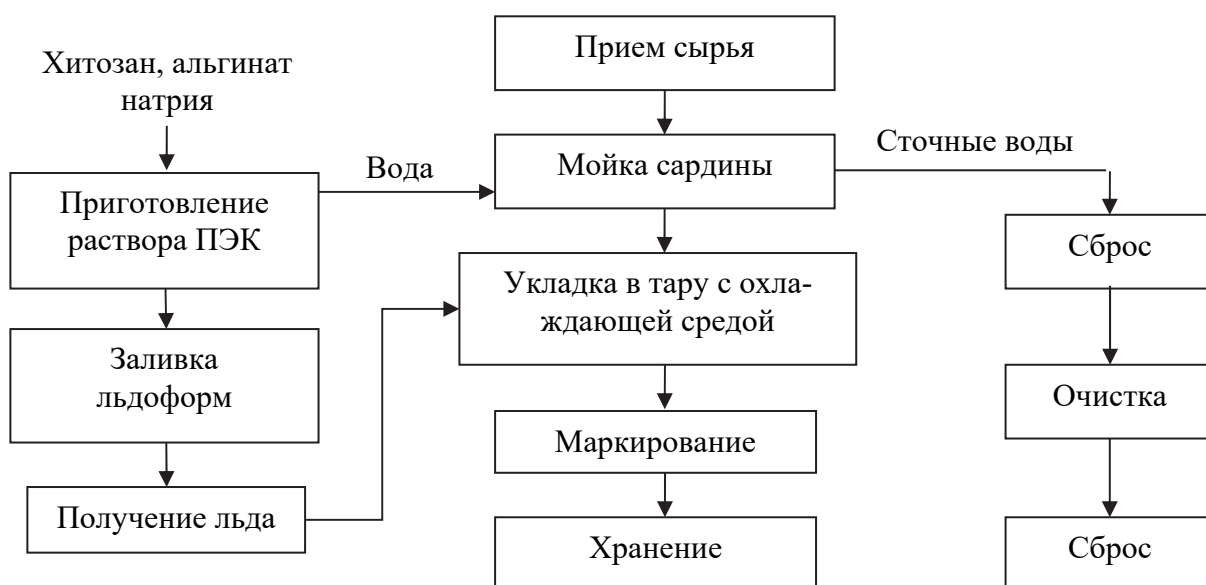 Хитозан, альгинат
натрия
Приготовление
раствора ПЭК
Заливка
льдоформ
Получение льда
Вода
Прием сырья
Мойка сардины
Укладка в тару с охла-
ждающей средой
Маркирование
Хранение
Сточные воды
Сброс
Очистка
Сброс